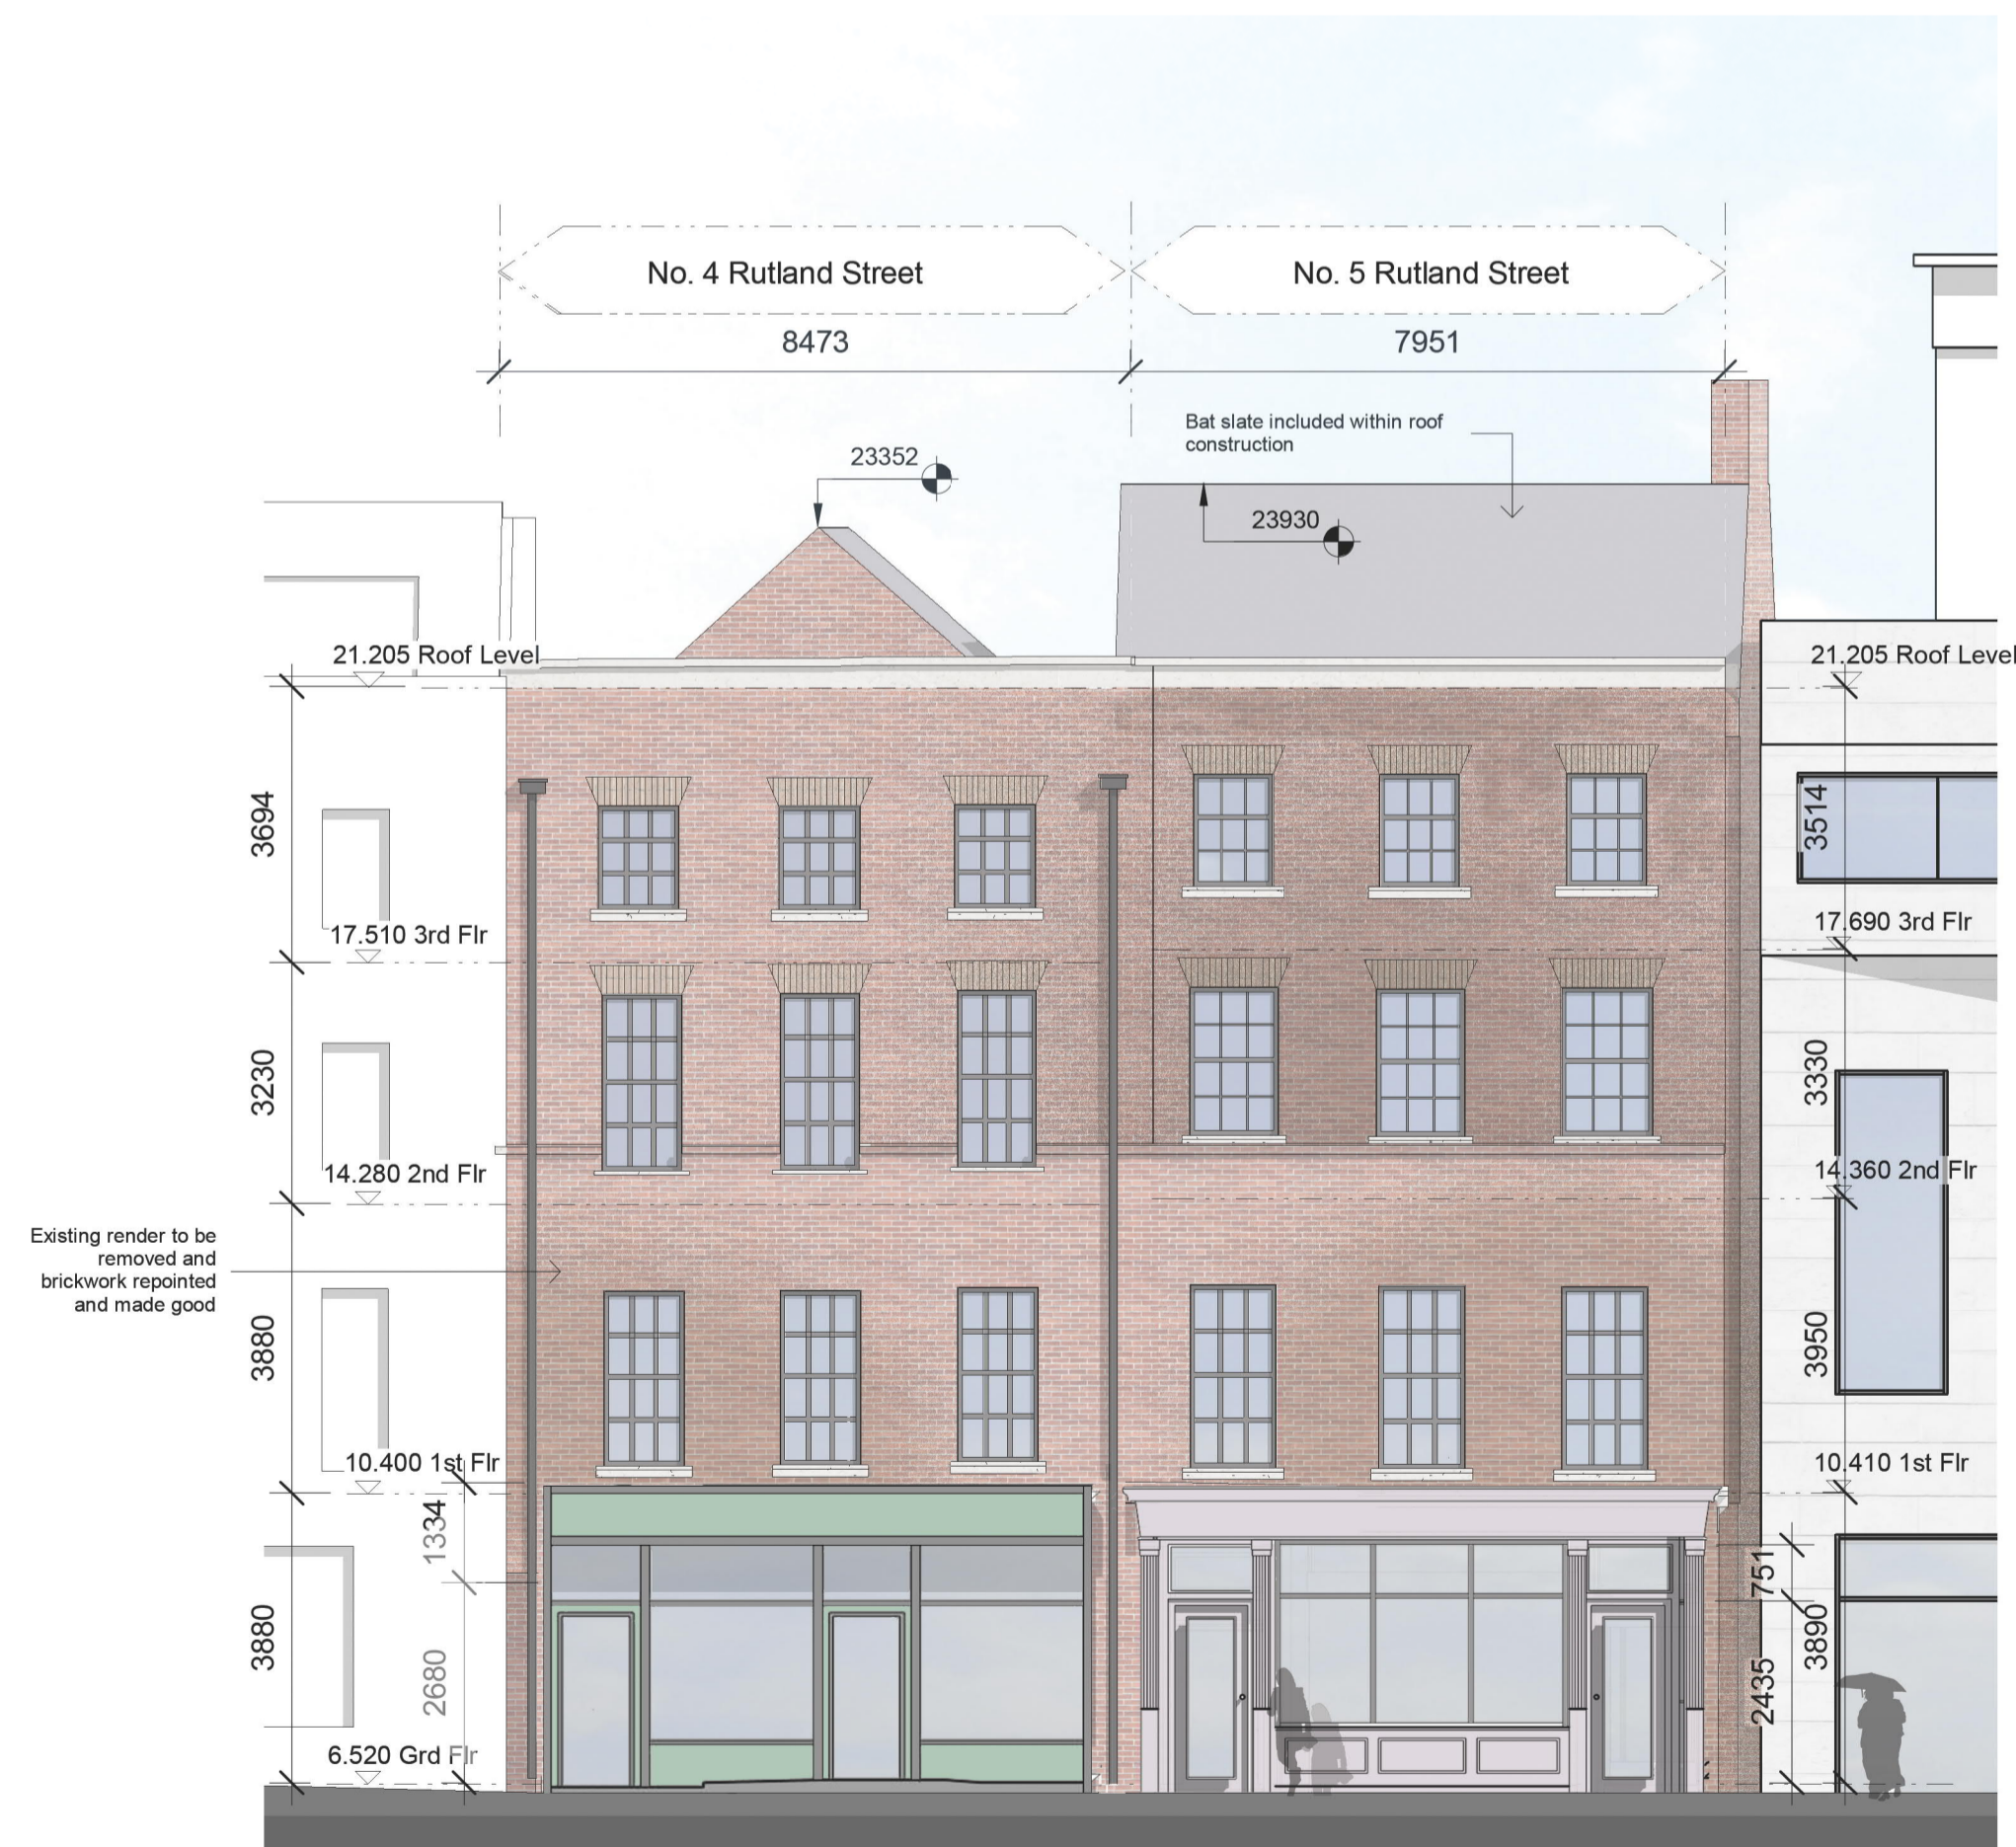 No. 4 Rutland Street
No. 5 Rutland Street
8473
7951
Bat slate included within roof
construction
23352
23930
21.205 Roof Level
21.205 Roof Level
3694
3514
17.510 3rd Flr
17.690 3rd Flr
3230
3330
14.280 2nd Flr
14.360 2nd Flr
Existing render to be
removed and
brickwork repointed
and made good
3880
3950
10.400 1st Flr
10.410 1st Flr
1334
751
3880
3890
2680
2435
6.520 Grd Flr